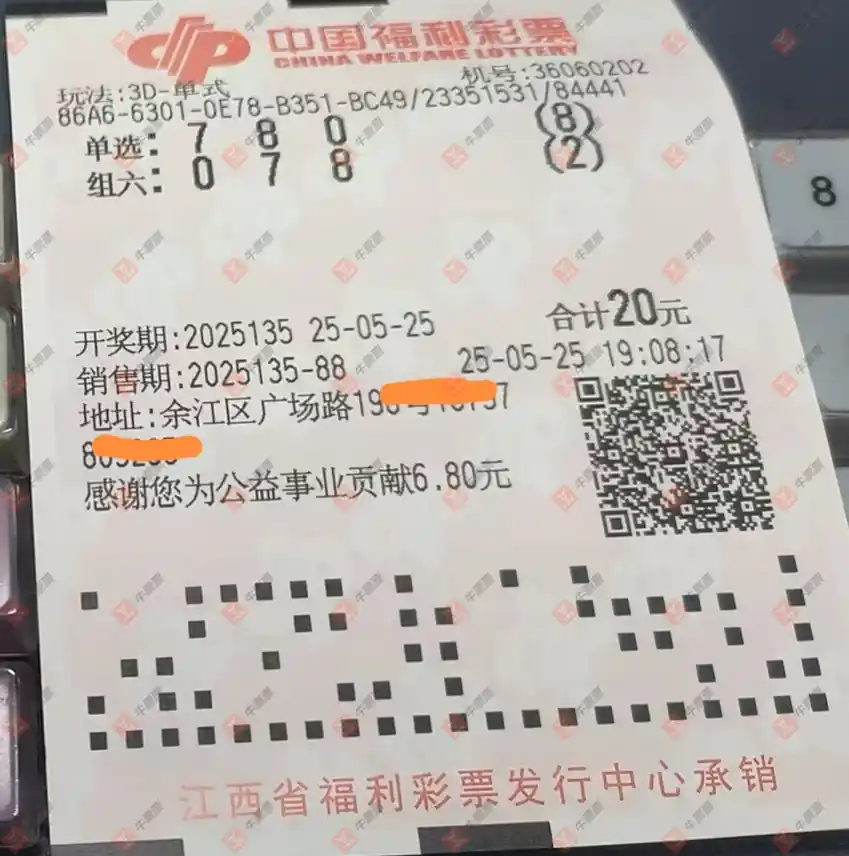 中国福利彩票
CHINA WELFARE LOTTERY
玩法:3D-单式 机号:36060202
86A6-6301-0E78-B351-BC49/23351531/84441
单选: 7 8 0 (8)
组六: 0 7 8 (2)
开奖期:2025135 25-05-25 合计20元
销售期:2025135-88 25-05-25 19:08:17
地址:余江区广场路
感谢您为公益事业贡献6.80元
江西省福利彩票发行中心承销
8